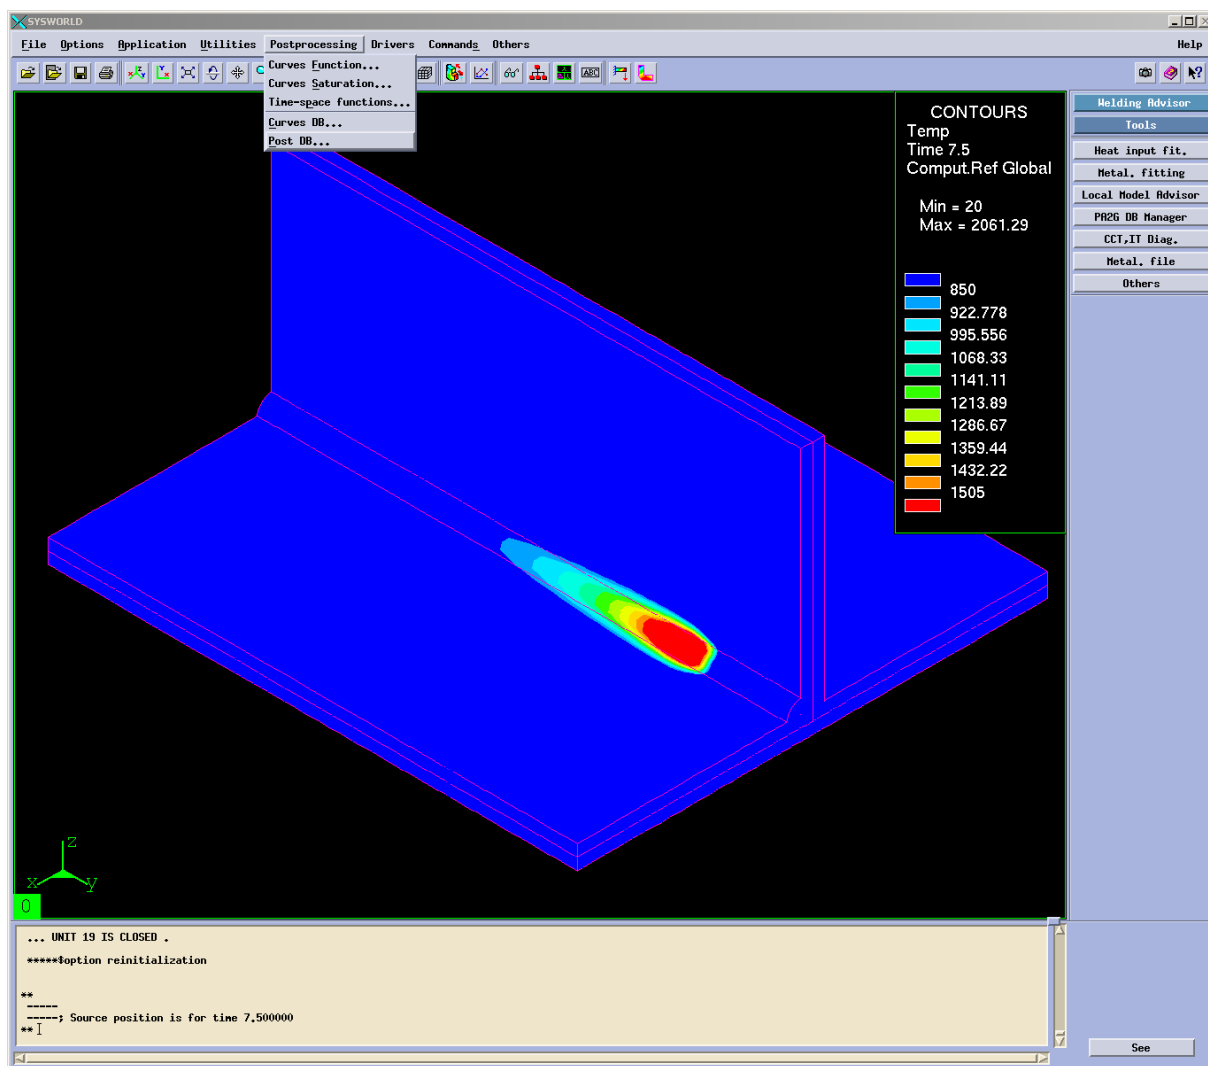 SYSWORLD
File Options Application Utilities Postprocessing Drivers Commands Others Help
Curves Function...
Curves Saturation...
Time-space functions...
Curves DB...
Post DB...
ABC
CONTOURS
Temp
Time 7.5
Comput.Ref Global
Min = 20
Max = 2061.29
850
922.778
995.556
1068.33
1141.11
1213.89
1286.67
1359.44
1432.22
1505
Welding Advisor
Tools
Heat input fit.
Metal. fitting
Local Model Advisor
PA2G DB Manager
CCT,IT Diag.
Metal. file
Others
z
x y
0
... UNIT 19 IS CLOSED .
*****$option reinitialization
**
-----
-----; Source position is for time 7.500000
**
See